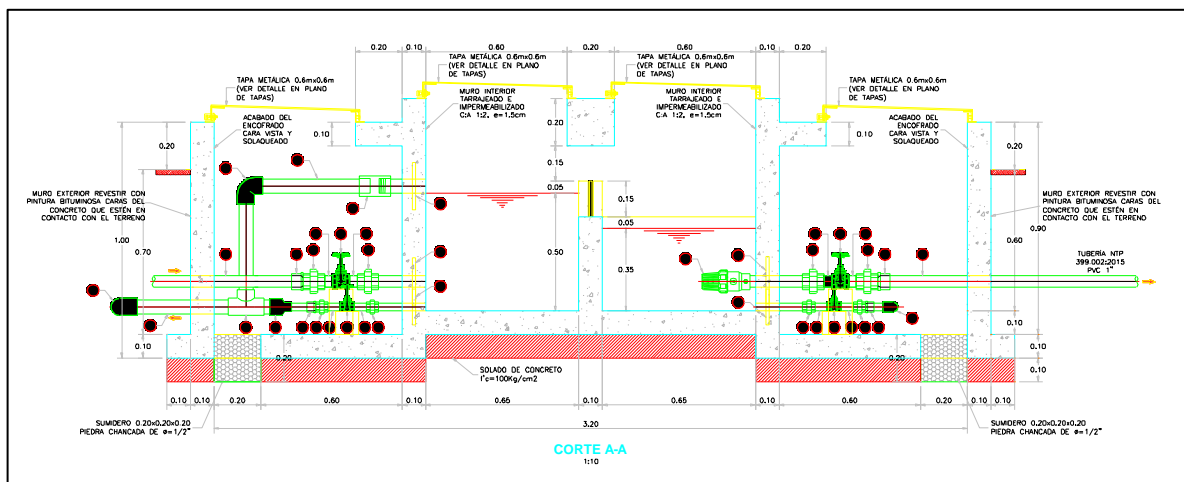 0.20
0.10
0.60
0.20
0.60
0.10
0.20
TAPA METÁLICA 0.6mx0.6m
(VER DETALLE EN PLANO
DE TAPAS)
TAPA METÁLICA 0.6mx0.6m
(VER DETALLE EN PLANO
DE TAPAS)
TAPA METÁLICA 0.6mx0.6m
(VER DETALLE EN PLANO
DE TAPAS)
TAPA METÁLICA 0.6mx0.6m
(VER DETALLE EN PLANO
DE TAPAS)
MURO INTERIOR
TARRAJEADO E
IMPERMEABILIZADO
C:A 1:2, e=1.5cm
MURO INTERIOR
TARRAJEADO E
IMPERMEABILIZADO
C:A 1:2, e=1.5cm
ACABADO DEL
ENCOFRADO
CARA VISTA Y
SOLAQUEADO
ACABADO DEL
ENCOFRADO
CARA VISTA Y
SOLAQUEADO
0.10
0.20
0.10
0.20
0.20
0.15
0.05
0.15
0.05
0.50
0.35
MURO EXTERIOR REVESTIR CON
PINTURA BITUMINOSA CARAS DEL
CONCRETO QUE ESTÉN EN
CONTACTO CON EL TERRENO
MURO EXTERIOR REVESTIR CON
PINTURA BITUMINOSA CARAS DEL
CONCRETO QUE ESTÉN EN
CONTACTO CON EL TERRENO
1.00
0.70
0.90
0.60
TUBERÍA NTP
399.002:2015
PVC 1"
0.10
0.10
0.10
0.10
0.20
0.20
SOLADO DE CONCRETO
f'c=100Kg/cm2
0.10
0.10
0.20
0.60
0.10
0.65
0.10
0.65
0.10
0.60
0.20
0.10
0.10
SUMIDERO 0.20x0.20x0.20
PIEDRA CHANCADA DE ø=1/2"
3.20
SUMIDERO 0.20x0.20x0.20
PIEDRA CHANCADA DE ø=1/2"
CORTE A-A
1:10